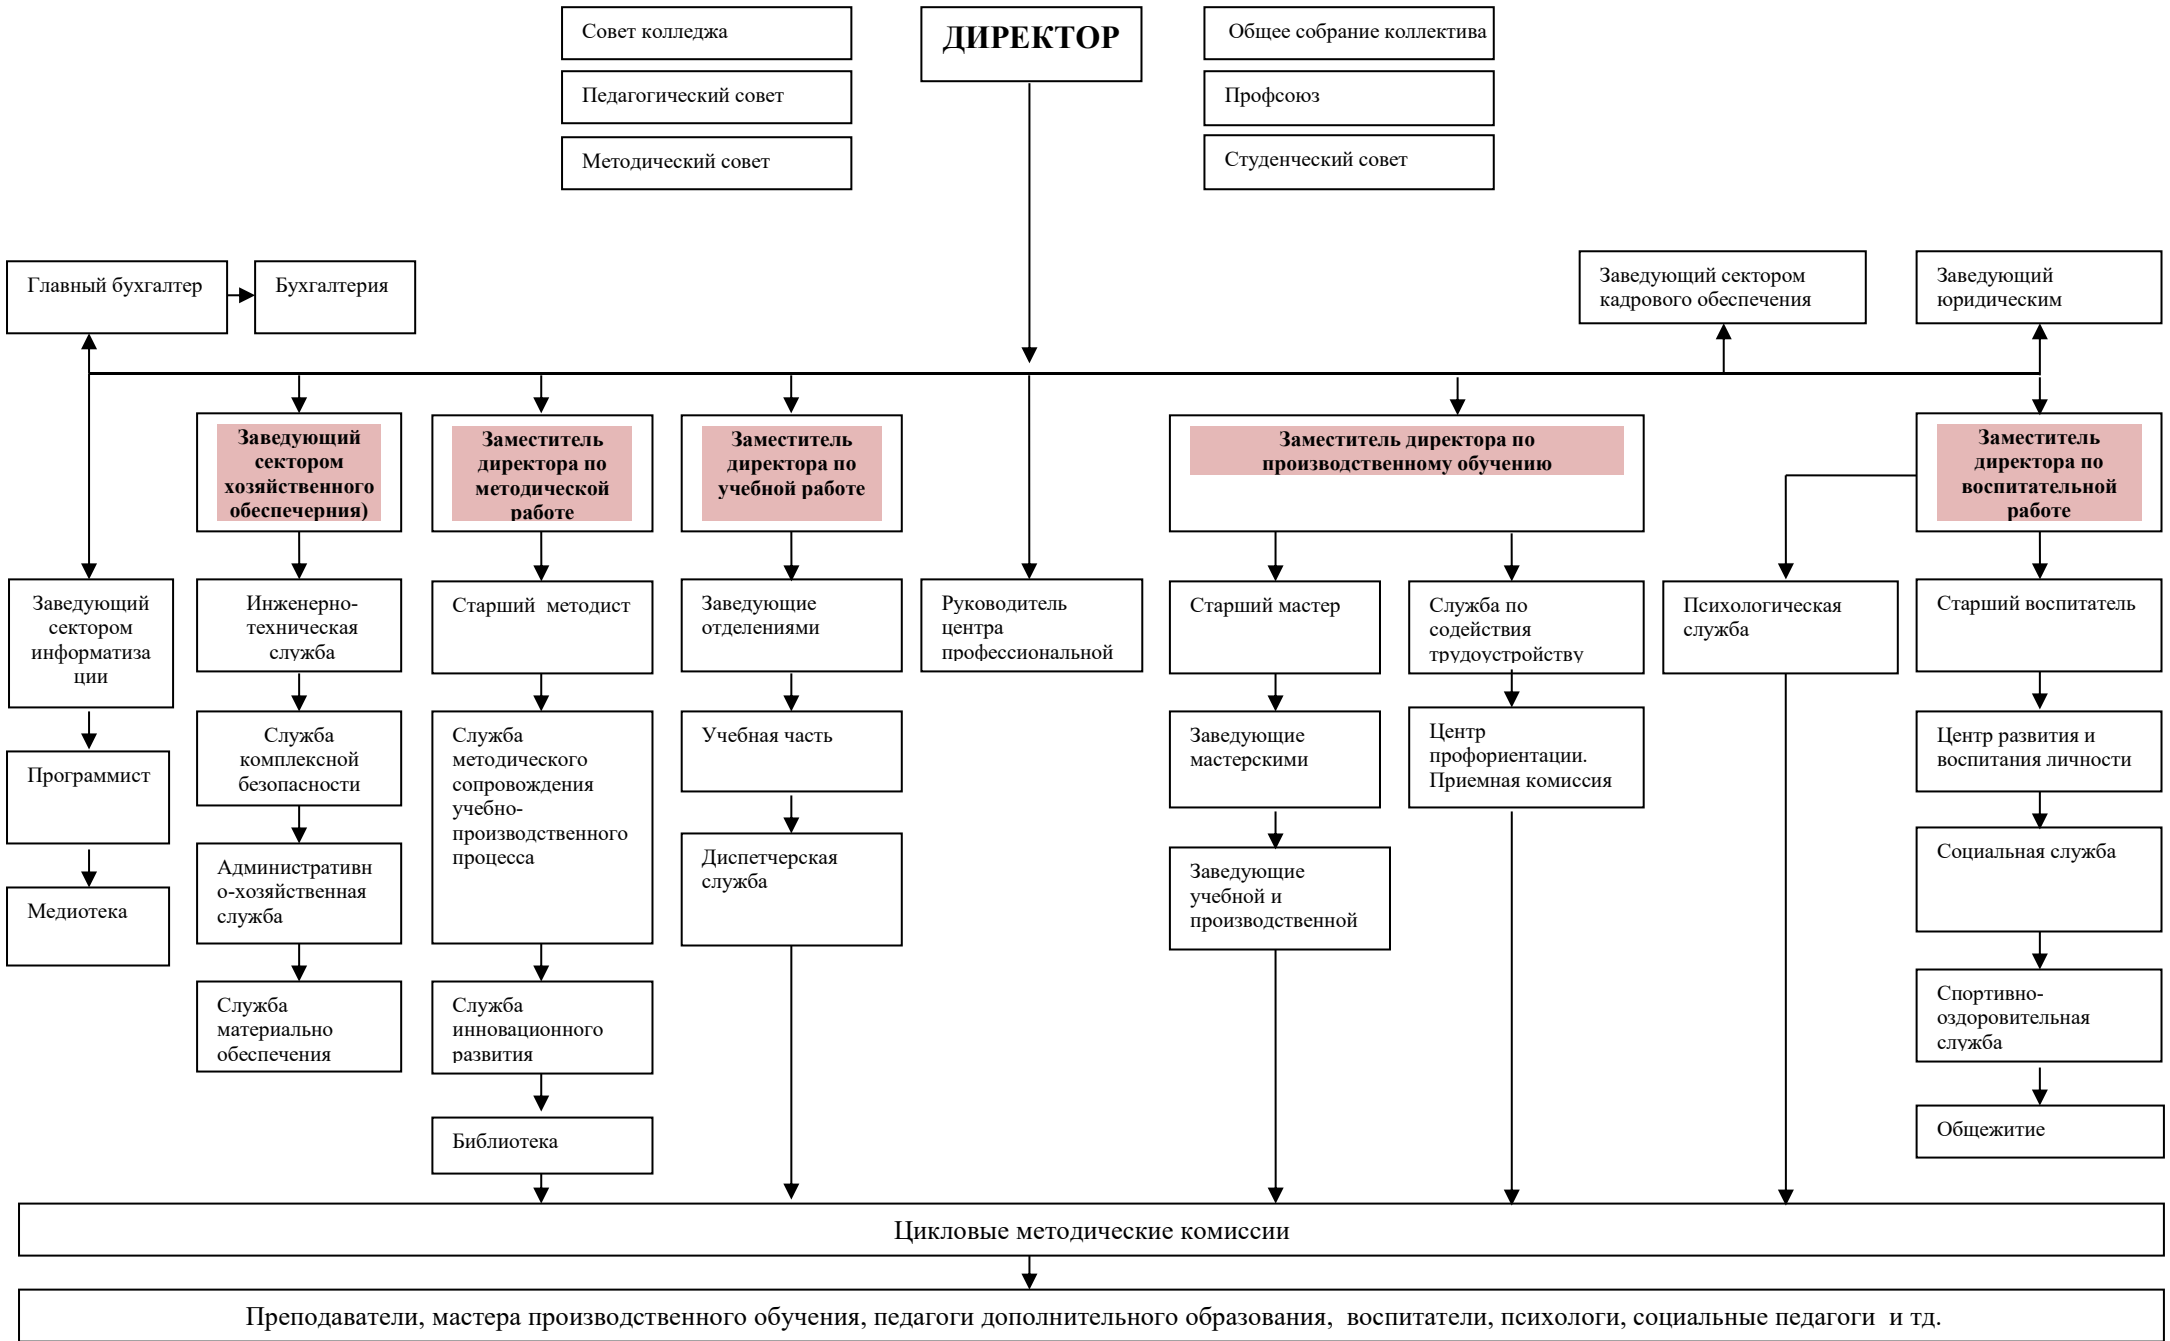 Совет колледжа
ДИРЕКТОР
Общее собрание коллектива
Педагогический совет
Профсоюз
Методический совет
Студенческий совет
Главный бухгалтер
Бухгалтерия
Заведующий сектором
кадрового обеспечения
Заведующий
юридическим
Заведующий
сектором
хозяйственного
обеспечерния)
Заместитель
директора по
методической
работе
Заместитель
директора по
учебной работе
Заместитель директора по
производственному обучению
Заместитель
директора по
воспитательной
работе
Заведующий
сектором
информатиза
ции
Инженерно-
техническая
служба
Старший  методист
Заведующие
отделениями
Руководитель
центра
профессиональной
Старший мастер
Служба по
содействия
трудоустройству
Психологическая
служба
Старший воспитатель
Программист
Служба
комплексной
безопасности
Служба
методического
сопровождения
учебно-
производственного
процесса
Учебная часть
Заведующие
мастерскими
Центр
профориентации.
Приемная комиссия
Центр развития и
воспитания личности
Медиотека
Административн
о-хозяйственная
служба
Диспетчерская
служба
Заведующие
учебной и
производственной
Социальная служба
Служба
материально
обеспечения
Служба
инновационного
развития
Спортивно-
оздоровительная
служба
Библиотека
Общежитие
Цикловые методические комиссии
Преподаватели, мастера производственного обучения, педагоги дополнительного образования,  воспитатели, психологи, социальные педагоги  и тд.